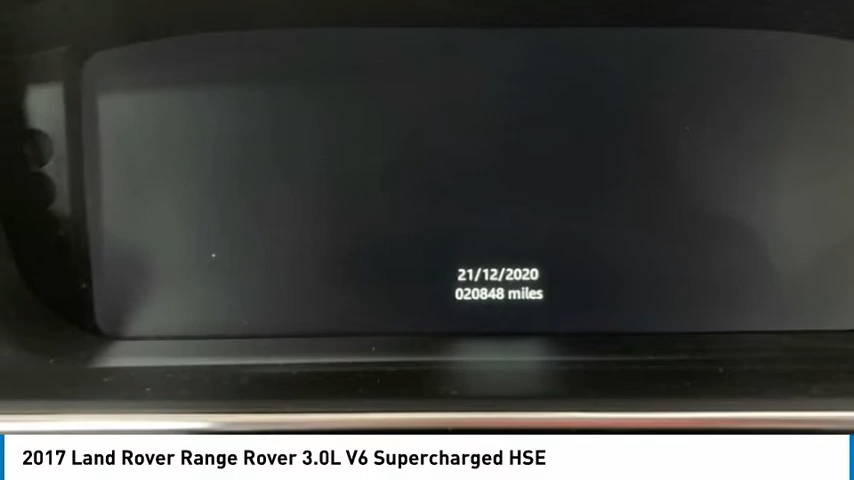 21/12/2020
020848 miles
2017 Land Rover Range Rover 3.0L V6 Supercharged HSE